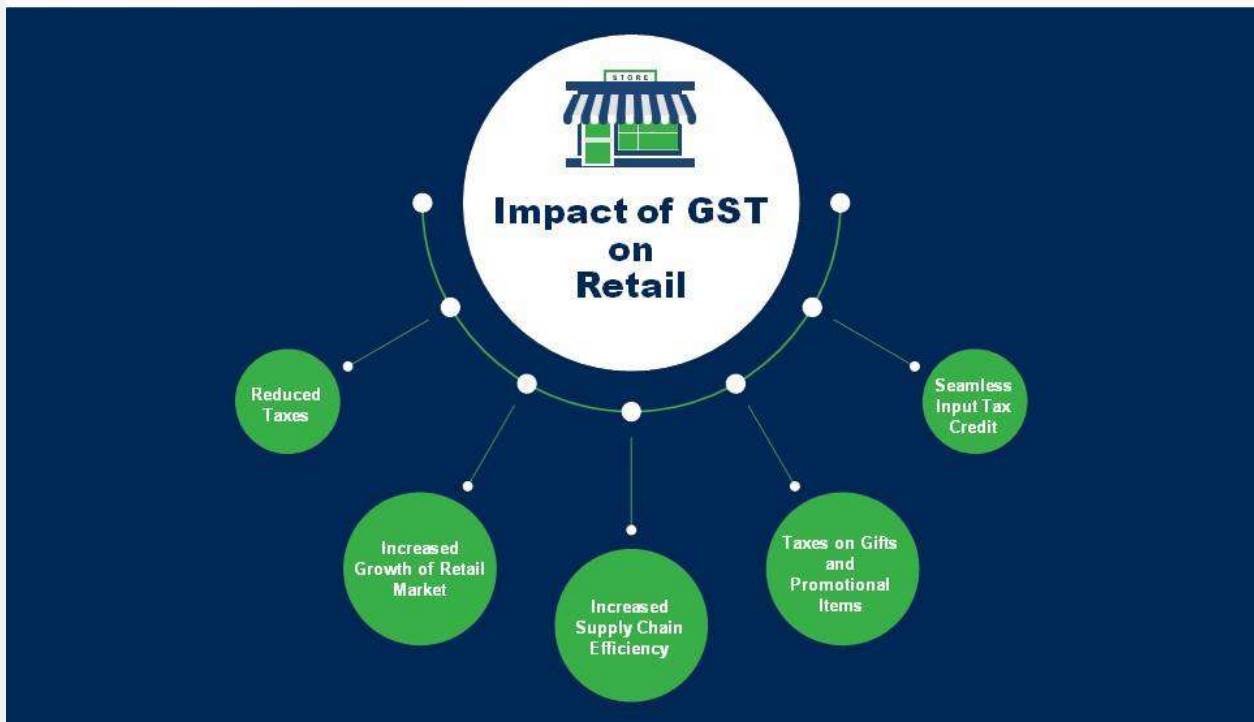 STORE
Impact of GST
on
Retail
Reduced
Taxes
Increased
Growth of Retail
Market
Increased
Supply Chain
Efficiency
Taxes on Gifts
and
Promotional
Items
Seamless
Input Tax
Credit